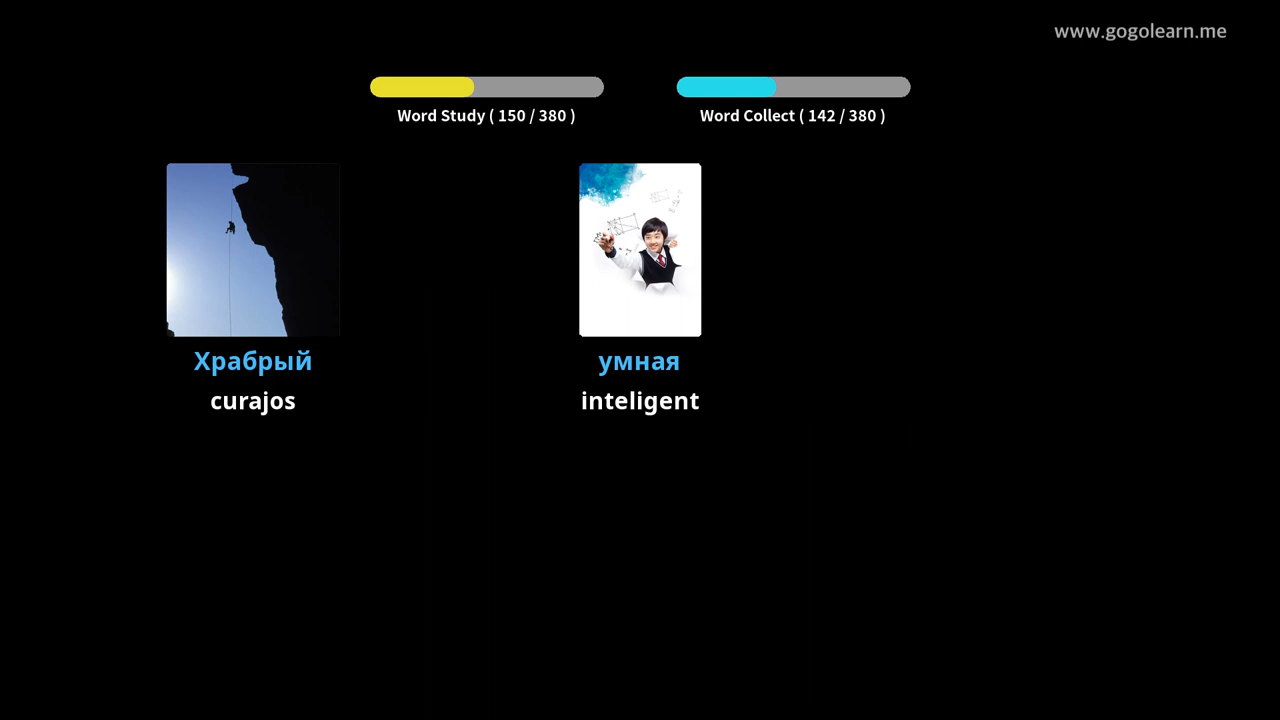 www.gogolearn.me
Word Study ( 150 / 380 )
Word Collect ( 142 / 380 )
Храбрый
умная
curajos
inteligent